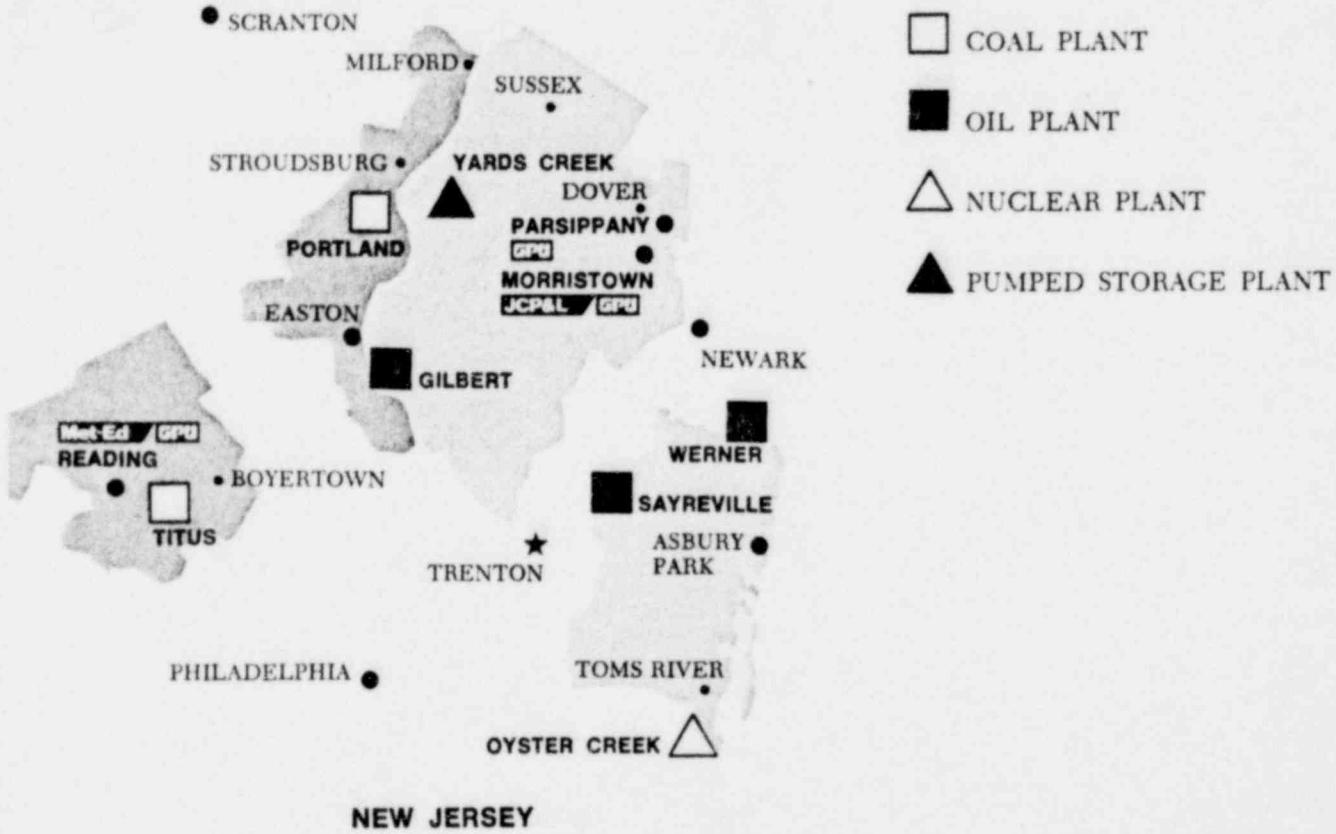 SCRANTON
COAL PLANT
MILFORD
SUSSEX
OIL PLANT
STROUDSBURG
YARDS CREEK
DOVER
NUCLEAR PLANT
PARSIPPANY
PORTLAND
GPU
MORRISTOWN
PUMPED STORAGE PLANT
JCP&L / GPU
EASTON
NEWARK
GILBERT
Met-Ed / GPU
READING
WERNER
BOYERTOWN
SAYREVILLE
TITUS
ASBURY
PARK
TRENTON
PHILADELPHIA
TOMS RIVER
OYSTER CREEK
NEW JERSEY